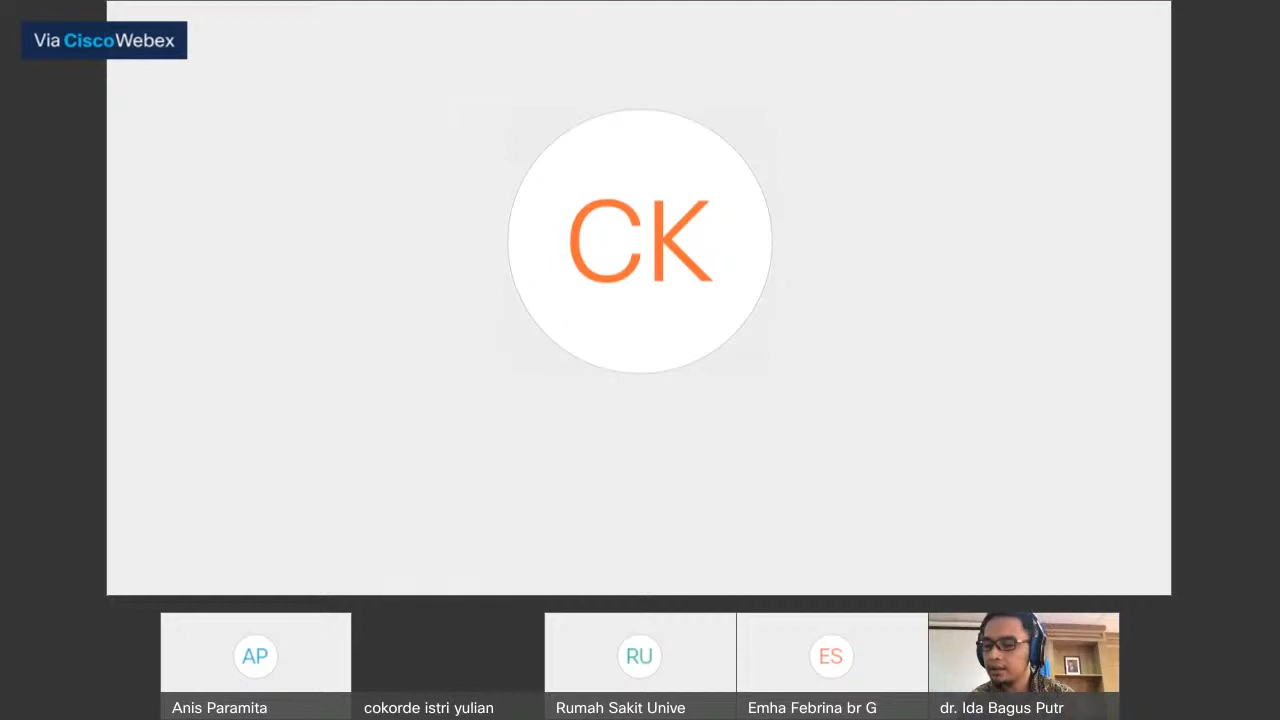 Via CiscoWebex
CK
AP
RU
ES
Anis Paramita
cokorde istri yulian
Rumah Sakit Unive
Emha Febrina br G
dr. Ida Bagus Putr